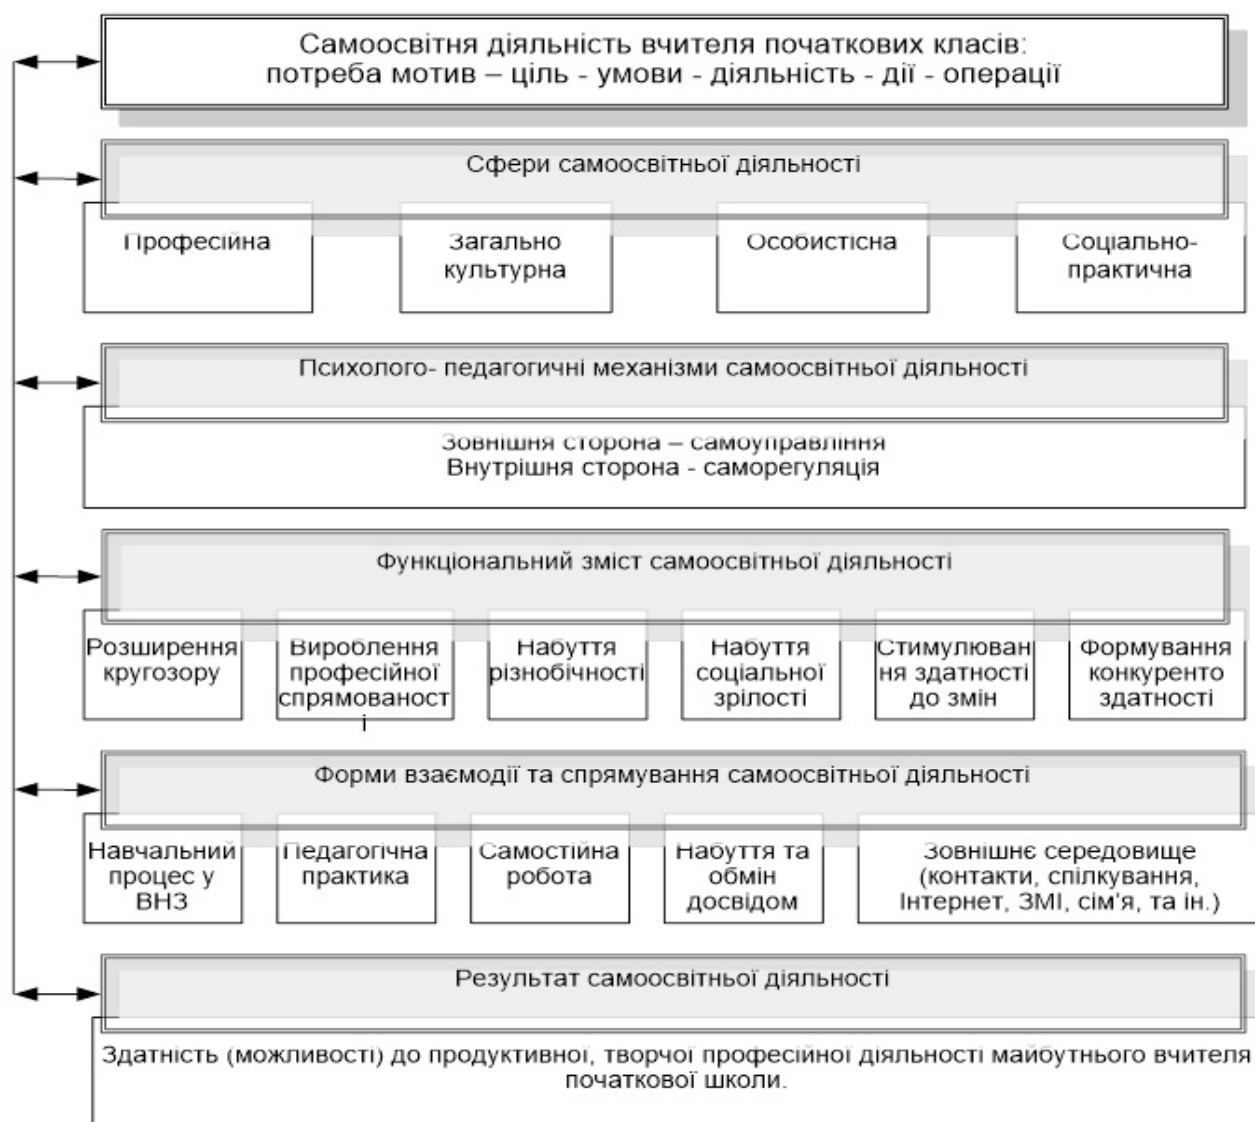 Самоосвітня діяльність вчителя початкових класів:
потреба мотив – ціль - умови - діяльність - дії - операції
Сфери самоосвітньої діяльності
Професійна
Загально
культурна
Особистісна
Соціально-
практична
Психолого- педагогичні механізми самоосвітньої діяльності
Зовнішня сторона – самоуправління
Внутрішня сторона - саморегуляція
Функціональний зміст самоосвітньої діяльності
Розширення
кругозору
Вироблення
професійної
спрямованост
і
Набуття
різнобічності
Набуття
соціальної
зрілості
Стимулюван
ня здатності
до змін
Формування
конкуренто
здатності
Форми взаємодії та спрямування самоосвітньої діяльності
Навчальний
процес у
ВНЗ
Педагогічна
практика
Самостійна
робота
Набуття та
обмін
досвідом
Зовнішнє середовище
(контакти, спілкування,
Інтернет, ЗМІ, сім'я, та ін.)
Результат самоосвітньої діяльності
Здатність (можливості) до продуктивної, творчої професійної діяльності майбутнього вчителя
початкової школи.